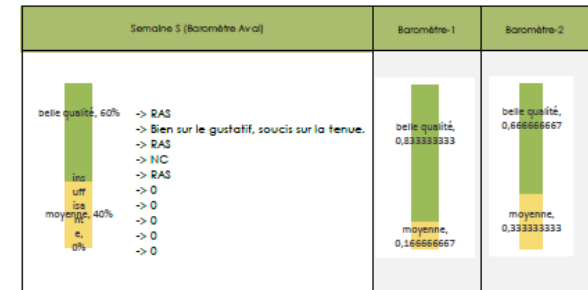 Semaine S (Baromètre Aval)
Baromètre-1
Baromètre-2
belle qualité, 60%
ins
uff
isa
nt
e,
0%
moyenne, 40%
-> RAS
-> Bien sur le gustatif, soucis sur la tenue.
-> RAS
-> NC
-> RAS
-> 0
-> 0
-> 0
-> 0
-> 0
belle qualité,
0,833333333
moyenne,
0,166666667
belle qualité,
0,666666667
moyenne,
0,333333333